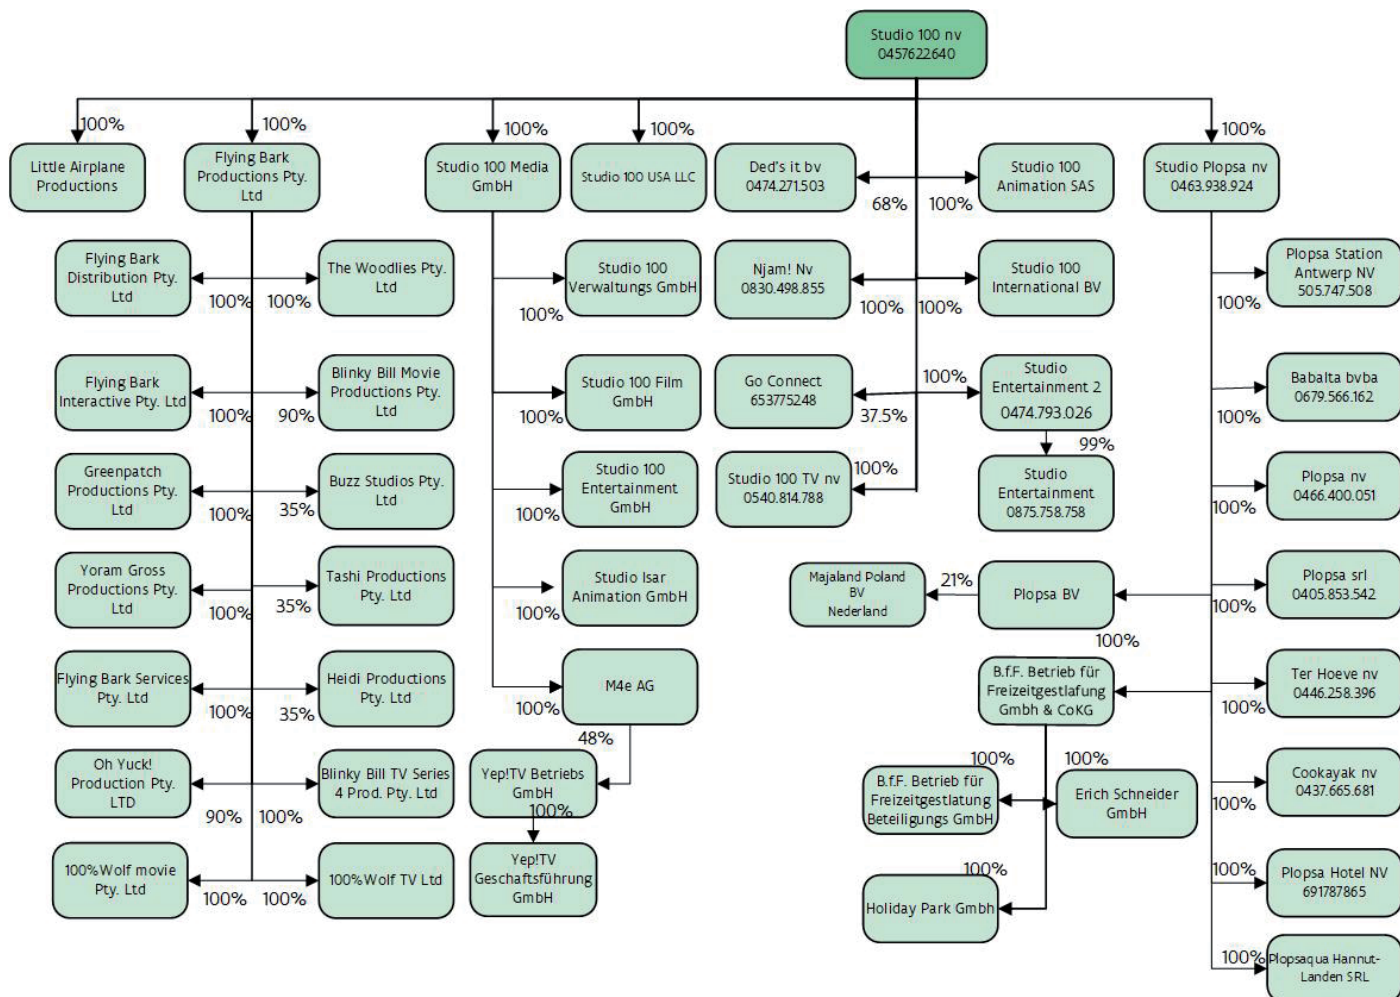 Studio 100 nv
0457622640
100%
100%
100%
100%
100%
Little Airplane
Productions
Flying Bark
Productions Pty.
Ltd
Studio 100 Media
GmbH
Studio 100 USA LLC
Ded's it bv
0474.271.503
68%
100%
Studio 100
Animation SAS
Studio Plopsa nv
0463.938.924
Flying Bark
Distribution Pty.
Ltd
100%
100%
The Woodlies Pty.
Ltd
Studio 100
Verwaltungs GmbH
100%
Njam! Nv
0830.498.855
100%
100%
Studio 100
International BV
100%
Plopsa Station
Antwerp NV
505.747.508
Flying Bark
Interactive Pty. Ltd
100%
90%
Blinky Bill Movie
Productions Pty.
Ltd
Studio 100 Film
GmbH
100%
Go Connect
653775248
37.5%
100%
Studio
Entertainment 2
0474.793.026
99%
100%
Babalta bvba
0679.566.162
Greenpatch
Productions Pty.
Ltd
100%
35%
Buzz Studios Pty.
Ltd
Studio 100
Entertainment
GmbH
100%
Studio 100 TV nv
0540.814.788
100%
Studio
Entertainment
0875.758.758
100%
Plopsa nv
0466.400.051
Yoram Gross
Productions Pty.
Ltd
100%
35%
Tashi Productions
Pty. Ltd
Studio Isar
Animation GmbH
100%
Majaland Poland
BV
Nederland
21%
Plopsa BV
100%
100%
Plopsa srl
0405.853.542
Flying Bark Services
Pty. Ltd
100%
35%
Heidi Productions
Pty. Ltd
M4e AG
100%
48%
B.f.F. Betrieb für
Freizeitgestlafung
Gmbh & CoKG
100%
Ter Hoeve nv
0446.258.396
Oh Yuck!
Production Pty.
LTD
90%
100%
Blinky Bill TV Series
4 Prod. Pty. Ltd
Yep!TV Betriebs
GmbH
100%
100%
100%
B.f.F. Betrieb für
Freizeitgestlatung
Beteiligungs GmbH
Erich Schneider
GmbH
100%
Cookayak nv
0437.665.681
100%Wolf movie
Pty. Ltd
100%
100%
100%Wolf TV Ltd
Yep!TV
Geschaftsführung
GmbH
100%
Holiday Park Gmbh
100%
Plopsa Hotel NV
691787865
100%
Plopsaqua Hannut-
Landen SRL